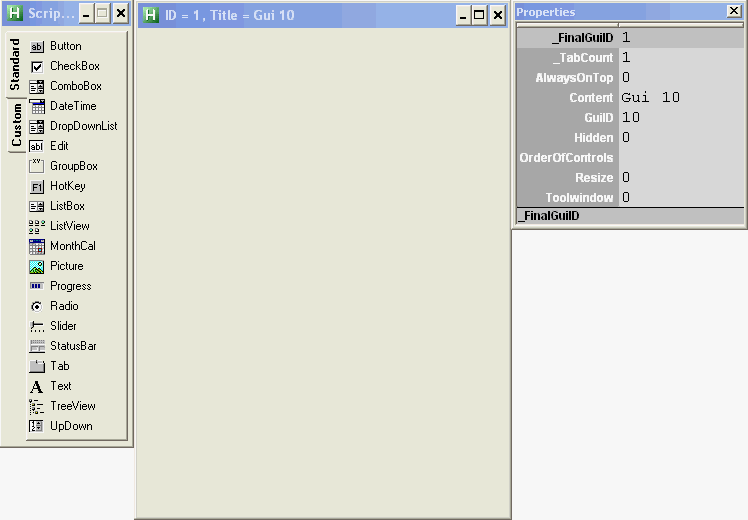 Scrip...
Standard
Custom
Button
CheckBox
ComboBox
DateTime
DropDownList
Edit
GroupBox
HotKey
ListBox
ListView
MonthCal
Picture
Progress
Radio
Slider
StatusBar
Tab
Text
TreeView
UpDown
ID = 1, Title = Gui 10
Properties
_FinalGuiID 1
_TabCount 1
AlwaysOnTop 0
Content Gui 10
GuiID 10
Hidden 0
OrderOfControls
Resize 0
Toolwindow 0
_FinalGuiID